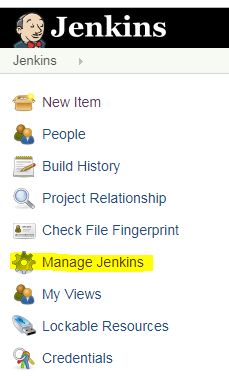 Jenkins
Jenkins
New Item
People
Build History
Project Relationship
Check File Fingerprint
Manage Jenkins
My Views
Lockable Resources
Credentials